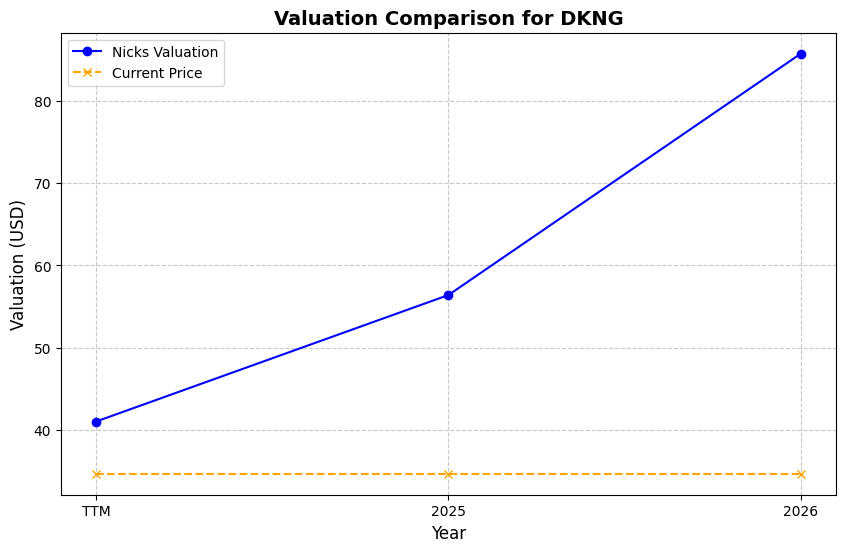 Valuation Comparison for DKNG
Nicks Valuation
Current Price
Valuation (USD)
80
70
60
50
40
TTM
2025
2026
Year